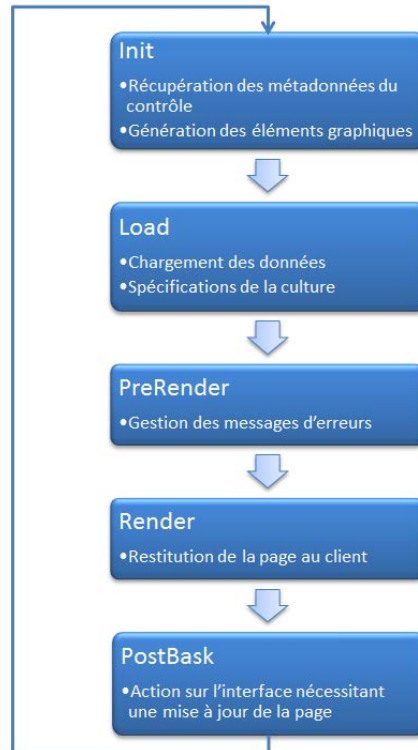 Init
•Récupération des métadonnées du
contrôle
•Génération des éléments graphiques
Load
•Chargement des données
•Spécifications de la culture
PreRender
•Gestion des messages d'erreurs
Render
•Restitution de la page au client
PostBask
•Action sur l'interface nécessitant
une mise à jour de la page